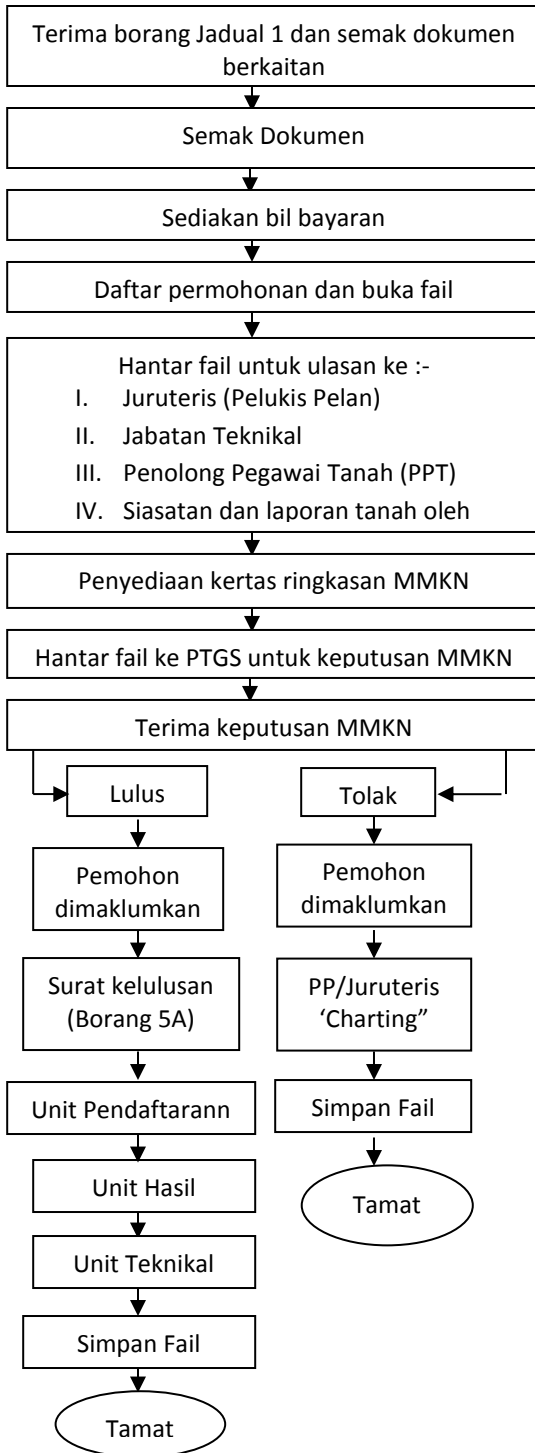 Terima borang Jadual 1 dan semak dokumen
berkaitan
Semak Dokumen
Sediakan bil bayaran
Daftar permohonan dan buka fail
Hantar fail untuk ulasan ke :-
I. Juruteris (Pelukis Pelan)
II. Jabatan Teknikal
III. Penolong Pegawai Tanah (PPT)
IV. Siasatan dan laporan tanah oleh
Penyediaan kertas ringkasan MMKN
Hantar fail ke PTGS untuk keputusan MMKN
Terima keputusan MMKN
Lulus
Pemohon
dimaklumkan
Surat kelulusan
(Borang 5A)
Unit Pendaftarann
Unit Hasil
Unit Teknikal
Simpan Fail
Tamat
Tolak
Pemohon
dimaklumkan
PP/Juruteris
‘Charting”
Simpan Fail
Tamat